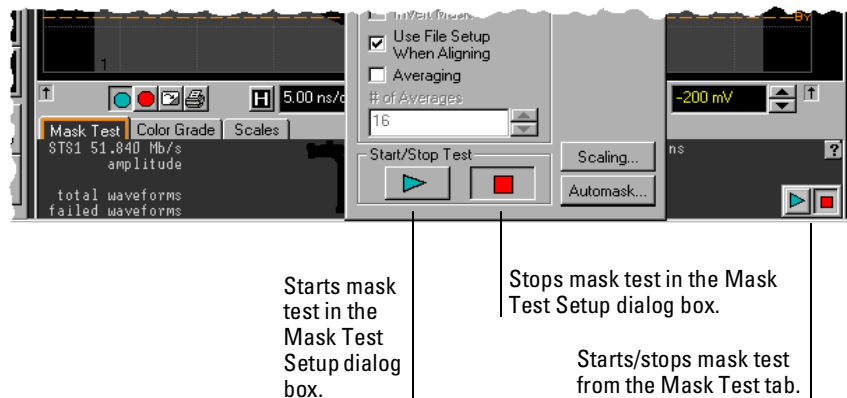 Invert Mask
BY
Use File Setup
When Aligning
1
Averaging
H 5.00 ns/d
# of Averages
-200 mV
16
Mask Test Color Grade Scales
STS1 51.840 Mb/s
amplitude
ns
?
Start/Stop Test
Scaling...
total waveforms
failed waveforms
Automask...
Starts mask
test in the
Mask Test
Setup dialog
box.
Stops mask test in the Mask
Test Setup dialog box.
Starts/stops mask test
from the Mask Test tab.